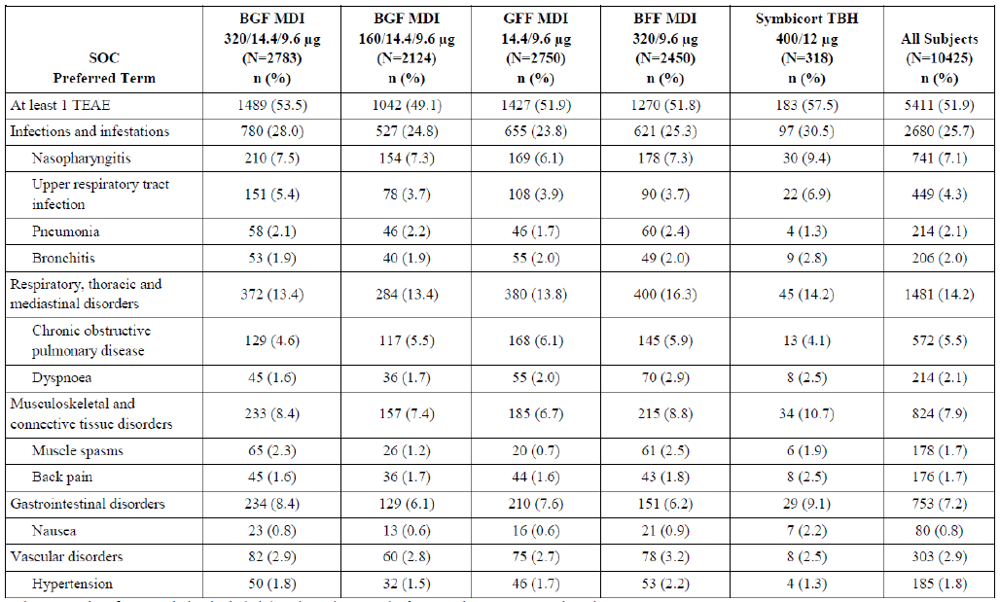 SOC
Preferred Term
BGF MDI
320/14.4/9.6 µg
(N=2783)
n (%)
BGF MDI
160/14.4/9.6 µg
(N=2124)
n (%)
GFF MDI
14.4/9.6 µg
(N=2750)
n (%)
BFF MDI
320/9.6 µg
(N=2450)
n (%)
Symbicort TBH
400/12 µg
(N=318)
n (%)
All Subjects
(N=10425)
n (%)
At least 1 TEAE 1489 (53.5) 1042 (49.1) 1427 (51.9) 1270 (51.8) 183 (57.5) 5411 (51.9)
Infections and infestations 780 (28.0) 527 (24.8) 655 (23.8) 621 (25.3) 97 (30.5) 2680 (25.7)
Nasopharyngitis 210 (7.5) 154 (7.3) 169 (6.1) 178 (7.3) 30 (9.4) 741 (7.1)
Upper respiratory tract
infection 151 (5.4) 78 (3.7) 108 (3.9) 90 (3.7) 22 (6.9) 449 (4.3)
Pneumonia 58 (2.1) 46 (2.2) 46 (1.7) 60 (2.4) 4 (1.3) 214 (2.1)
Bronchitis 53 (1.9) 40 (1.9) 55 (2.0) 49 (2.0) 9 (2.8) 206 (2.0)
Respiratory, thoracic and
mediastinal disorders 372 (13.4) 284 (13.4) 380 (13.8) 400 (16.3) 45 (14.2) 1481 (14.2)
Chronic obstructive
pulmonary disease 129 (4.6) 117 (5.5) 168 (6.1) 145 (5.9) 13 (4.1) 572 (5.5)
Dyspnoea 45 (1.6) 36 (1.7) 55 (2.0) 70 (2.9) 8 (2.5) 214 (2.1)
Musculoskeletal and
connective tissue disorders 233 (8.4) 157 (7.4) 185 (6.7) 215 (8.8) 34 (10.7) 824 (7.9)
Muscle spasms 65 (2.3) 26 (1.2) 20 (0.7) 61 (2.5) 6 (1.9) 178 (1.7)
Back pain 45 (1.6) 36 (1.7) 44 (1.6) 43 (1.8) 8 (2.5) 176 (1.7)
Gastrointestinal disorders 234 (8.4) 129 (6.1) 210 (7.6) 151 (6.2) 29 (9.1) 753 (7.2)
Nausea 23 (0.8) 13 (0.6) 16 (0.6) 21 (0.9) 7 (2.2) 80 (0.8)
Vascular disorders 82 (2.9) 60 (2.8) 75 (2.7) 78 (3.2) 8 (2.5) 303 (2.9)
Hypertension 50 (1.8) 32 (1.5) 46 (1.7) 53 (2.2) 4 (1.3) 185 (1.8)